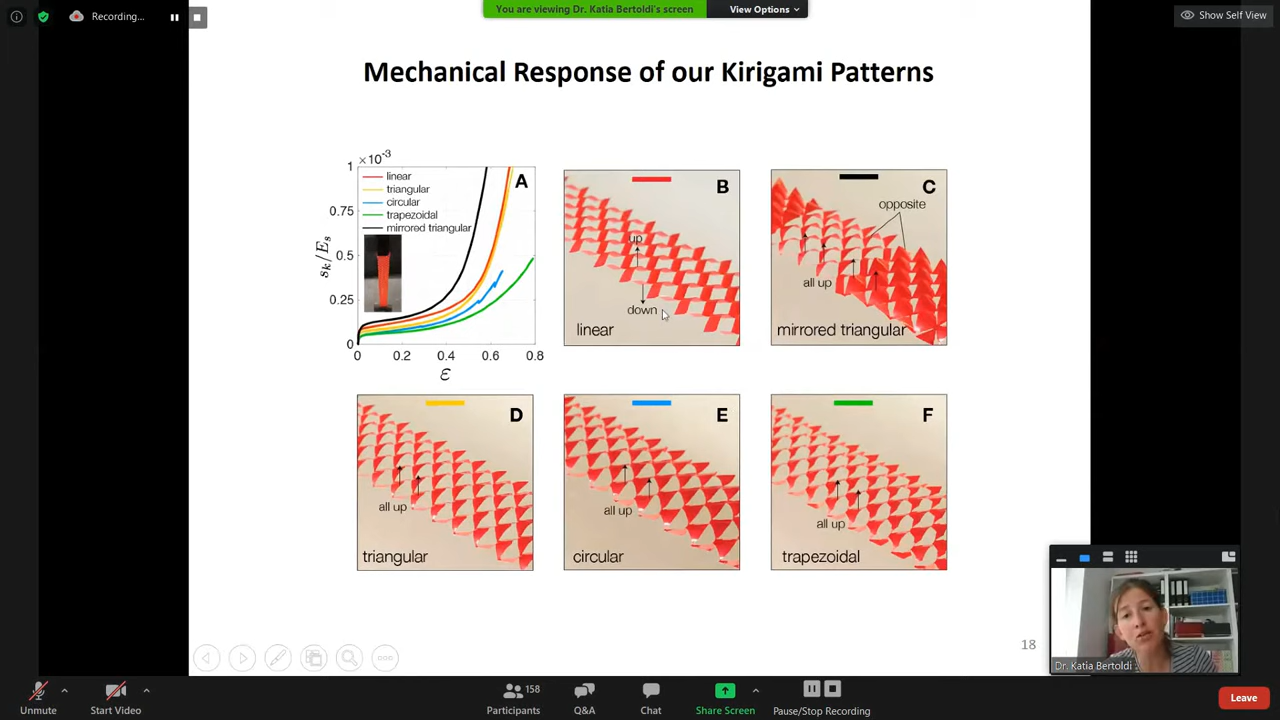 Recording...
You are viewing Dr. Katia Bertoldi's screen
View Options
Show Self View
Mechanical Response of our Kirigami Patterns
1 ×10⁻³
0.75
0.5
0.25
0
sₖ/Eₛ
linear
triangular
circular
trapezoidal
mirrored triangular
A
0 0.2 0.4 0.6 0.8
ε
B
up
down
linear
C
opposite
all up
mirrored triangular
D
all up
triangular
E
all up
circular
F
all up
trapezoidal
18
Dr. Katia Bertoldi
Unmute
Start Video
158
Participants
Q&A
Chat
Share Screen
Pause/Stop Recording
Leave